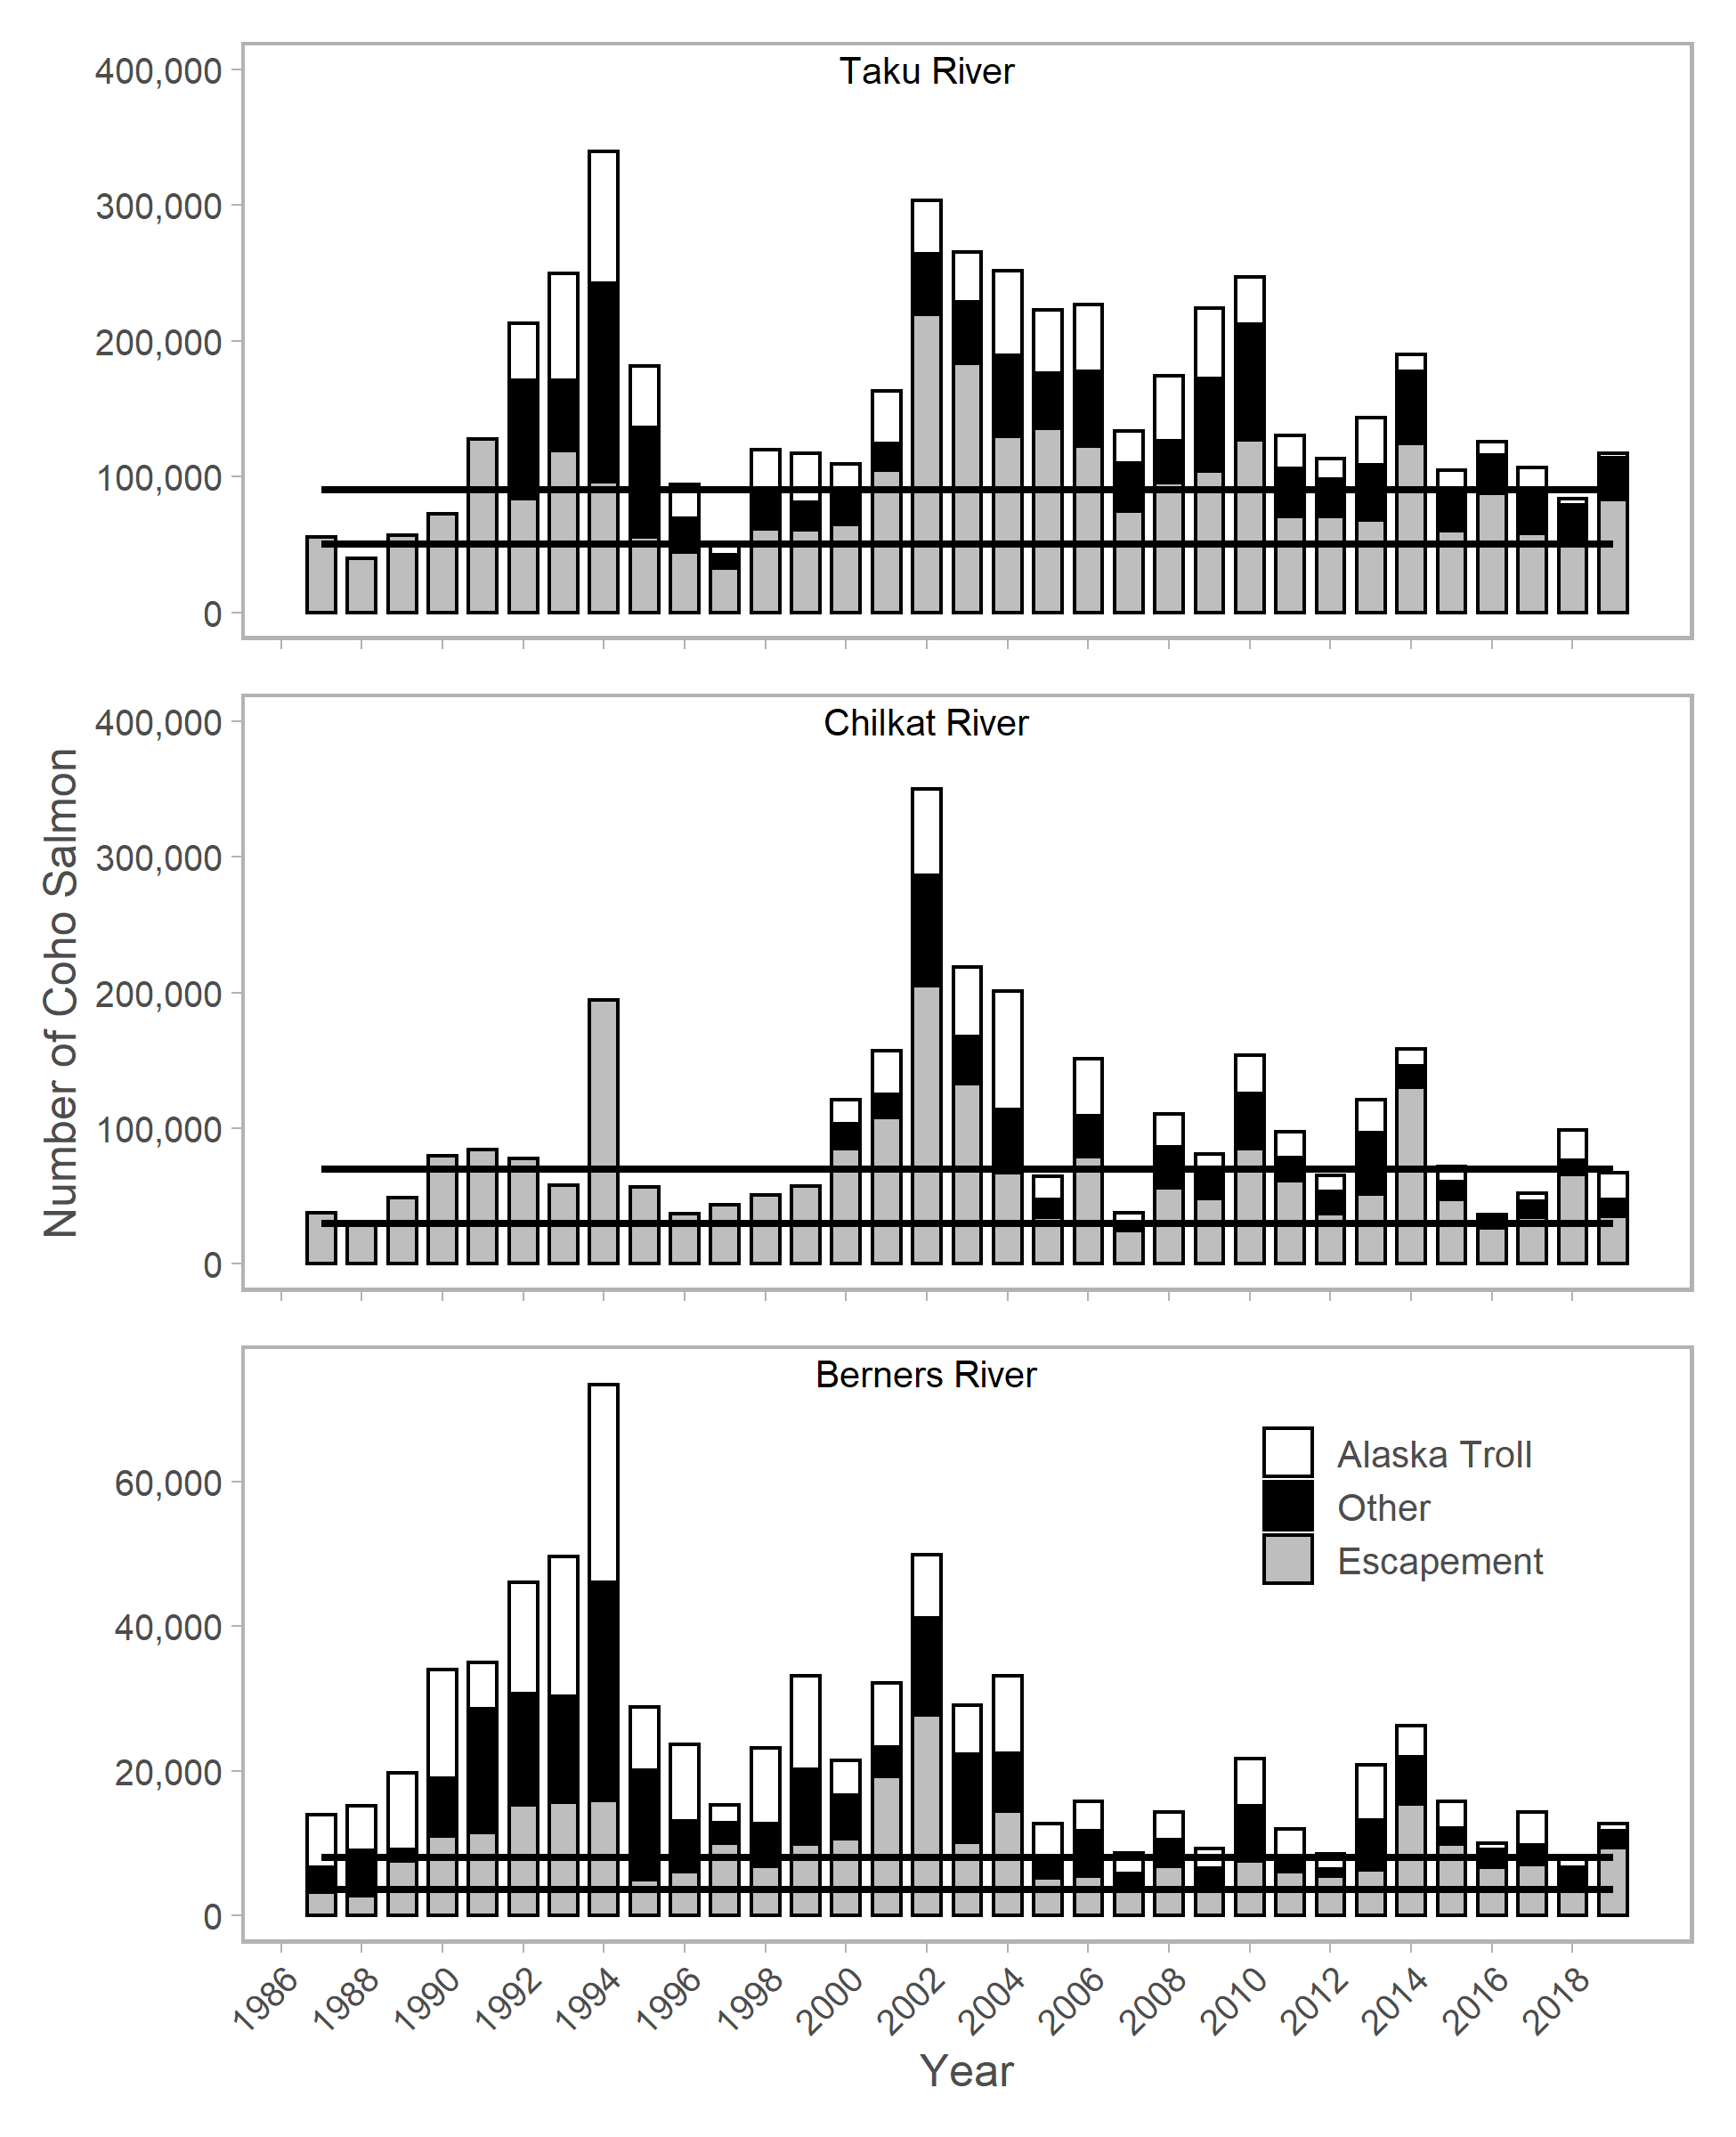 Taku River
400,000
300,000
200,000
100,000
0
Chilkat River
400,000
300,000
200,000
100,000
0
Number of Coho Salmon
Berners River
60,000
40,000
20,000
0
Alaska Troll
Other
Escapement
1986 1988 1990 1992 1994 1996 1998 2000 2002 2004 2006 2008 2010 2012 2014 2016 2018
Year